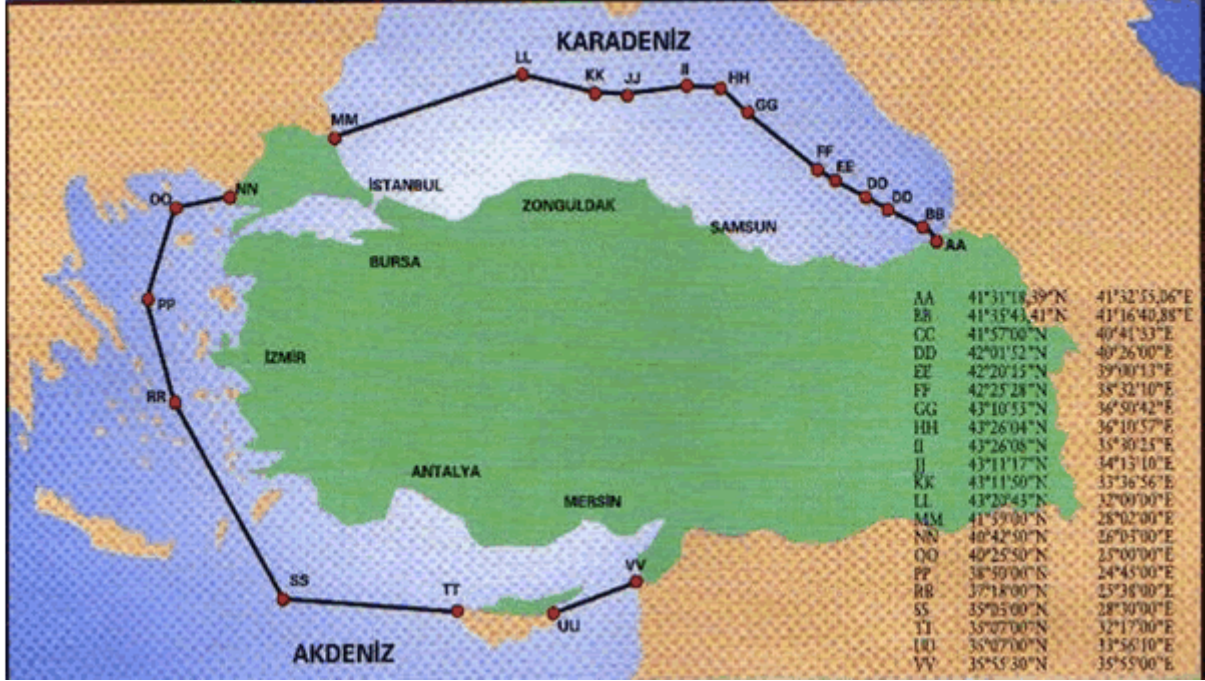 KARADENİZ
LL
KK
JJ
II
HH
GG
MM
FF
EE
DD
DD
BB
AA
NN
OO
İSTANBUL
ZONGULDAK
SAMSUN
BURSA
PP
İZMİR
RR
ANTALYA
MERSİN
SS
TT
UU
VV
AKDENİZ
AA 41°31'18,39"N 41°32'55,06"E
BB 41°35'43,41"N 41°16'40,88"E
CC 41°57'00"N 40°41'53"E
DD 42°01'52"N 40°26'00"E
EE 42°20'15"N 39°00'13"E
FF 42°25'28"N 38°32'10"E
GG 43°10'53"N 36°50'42"E
HH 43°26'04"N 36°10'57"E
II 43°26'08"N 35°30'25"E
JJ 43°11'17"N 34°13'10"E
KK 43°11'50"N 33°36'56"E
LL 43°20'43"N 32°00'00"E
MM 41°59'00"N 28°02'00"E
NN 40°42'50"N 26°03'00"E
OO 40°25'50"N 25°00'00"E
PP 38°50'00"N 24°45'00"E
RR 37°18'00"N 25°38'00"E
SS 35°05'00"N 28°30'00"E
TT 35°07'00"N 32°17'00"E
UU 35°07'00"N 33°56'10"E
VV 35°55'30"N 35°55'00"E